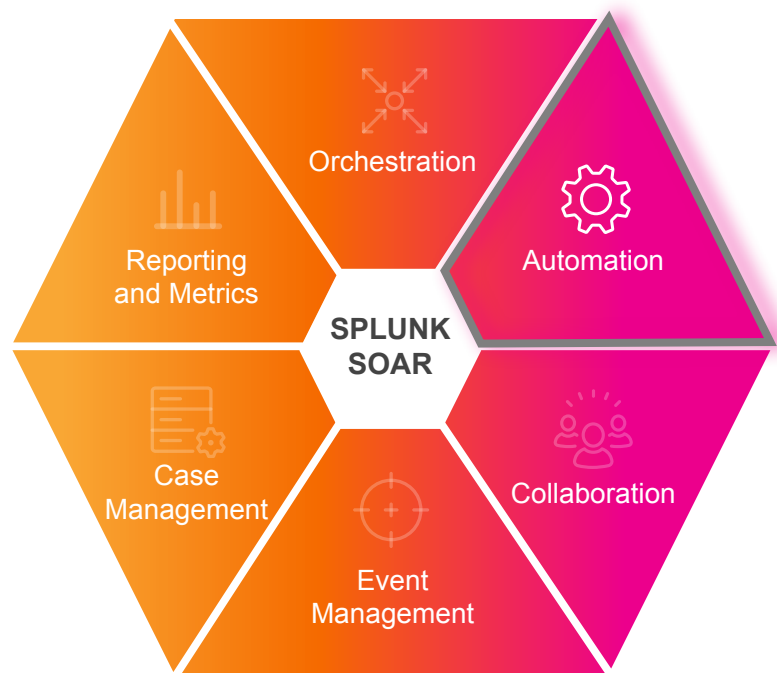 Orchestration
Automation
Reporting
and Metrics
SPLUNK
SOAR
Case
Management
Collaboration
Event
Management